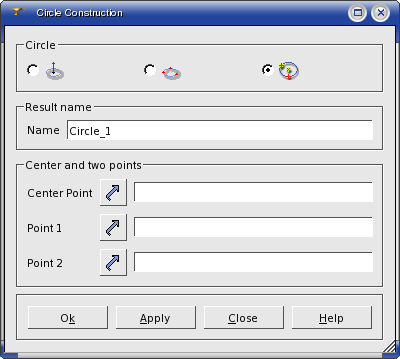 Circle Construction
Circle
Result name
Name Circle_1
Center and two points
Center Point
Point 1
Point 2
Ok Apply Close Help